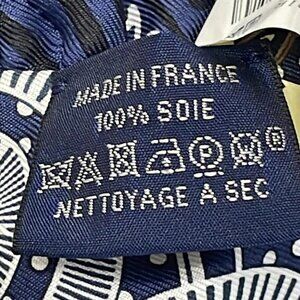 MADE IN FRANCE
100% SOIE
P ®
NETTOYAGE A SEC